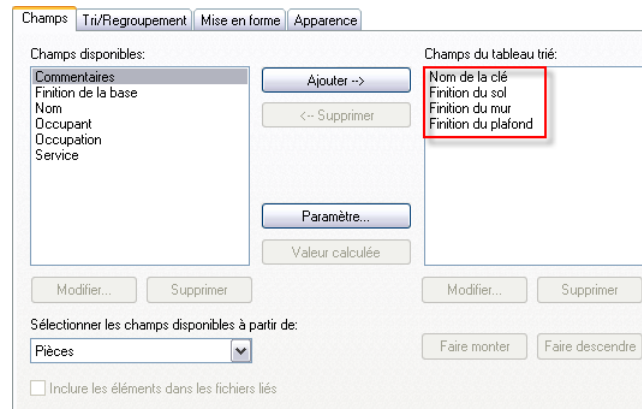 Champs Tri/Regroupement Mise en forme Apparence
Champs disponibles:
Commentaires
Finition de la base
Nom
Occupant
Occupation
Service
Ajouter -->
<-- Supprimer
Paramètre...
Valeur calculée
Champs du tableau trié:
Nom de la clé
Finition du sol
Finition du mur
Finition du plafond
Modifier... Supprimer
Modifier... Supprimer
Sélectionner les champs disponibles à partir de:
Pièces
Faire monter Faire descendre
Inclure les éléments dans les fichiers liés